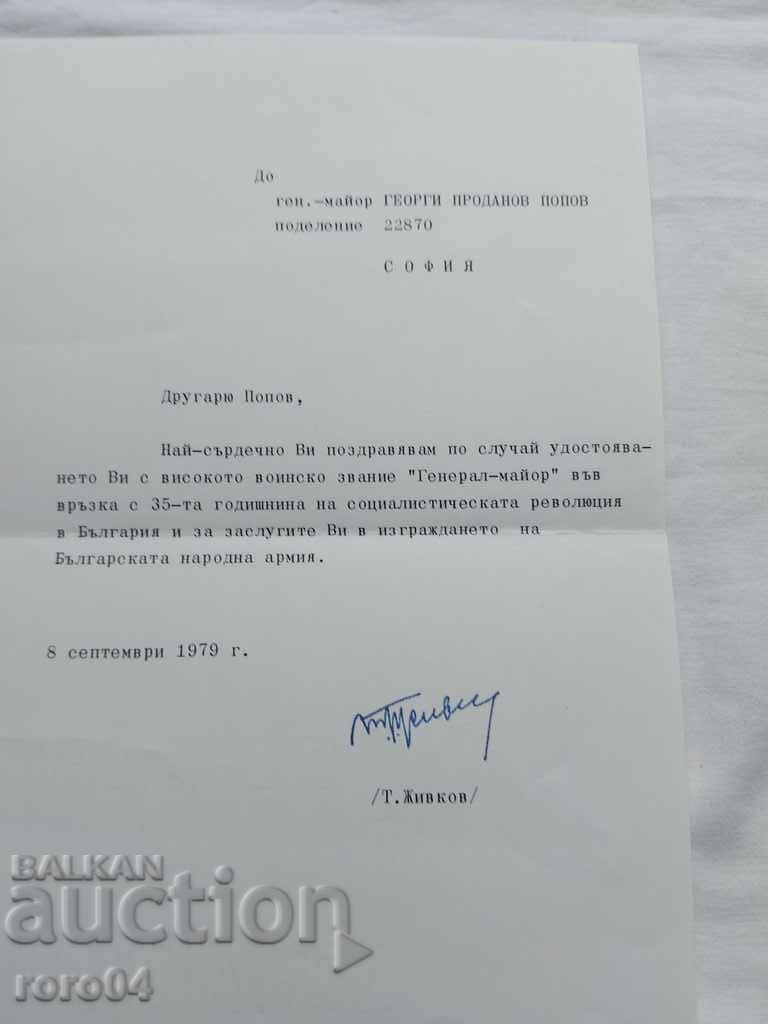 До
ген.-майор ГЕОРГИ ПРОДАНОВ ПОПОВ
поделение 22870
С О Ф И Я
Другарю Попов,
Най-сърдечно Ви поздравявам по случай удостоява-
нето Ви с високото воинско звание "Генерал-майор" във
връзка с 35-та годишнина на социалистическата революция
в България и за заслугите Ви в изграждането на
Българската народна армия.
8 септември 1979 г.
/Т.Живков/
BALKAN
auction
roro04